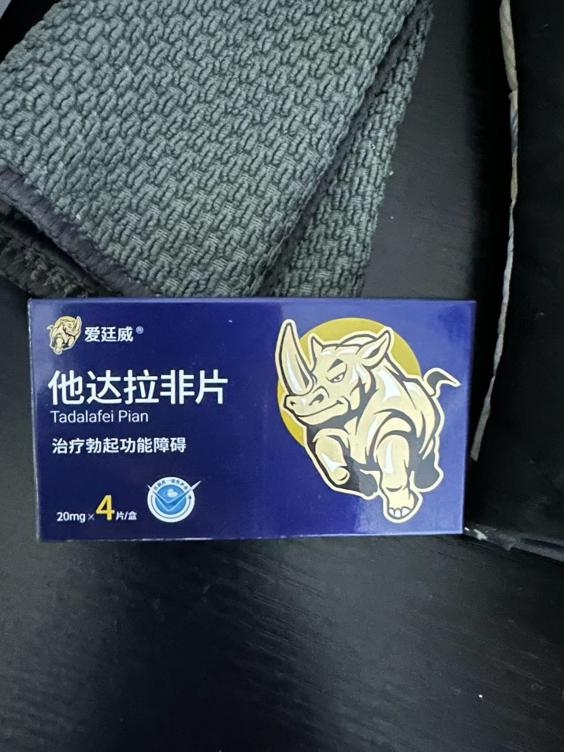 爱廷威®
他达拉非片
Tadalafei Pian
治疗勃起功能障碍
20mg×4片/盒